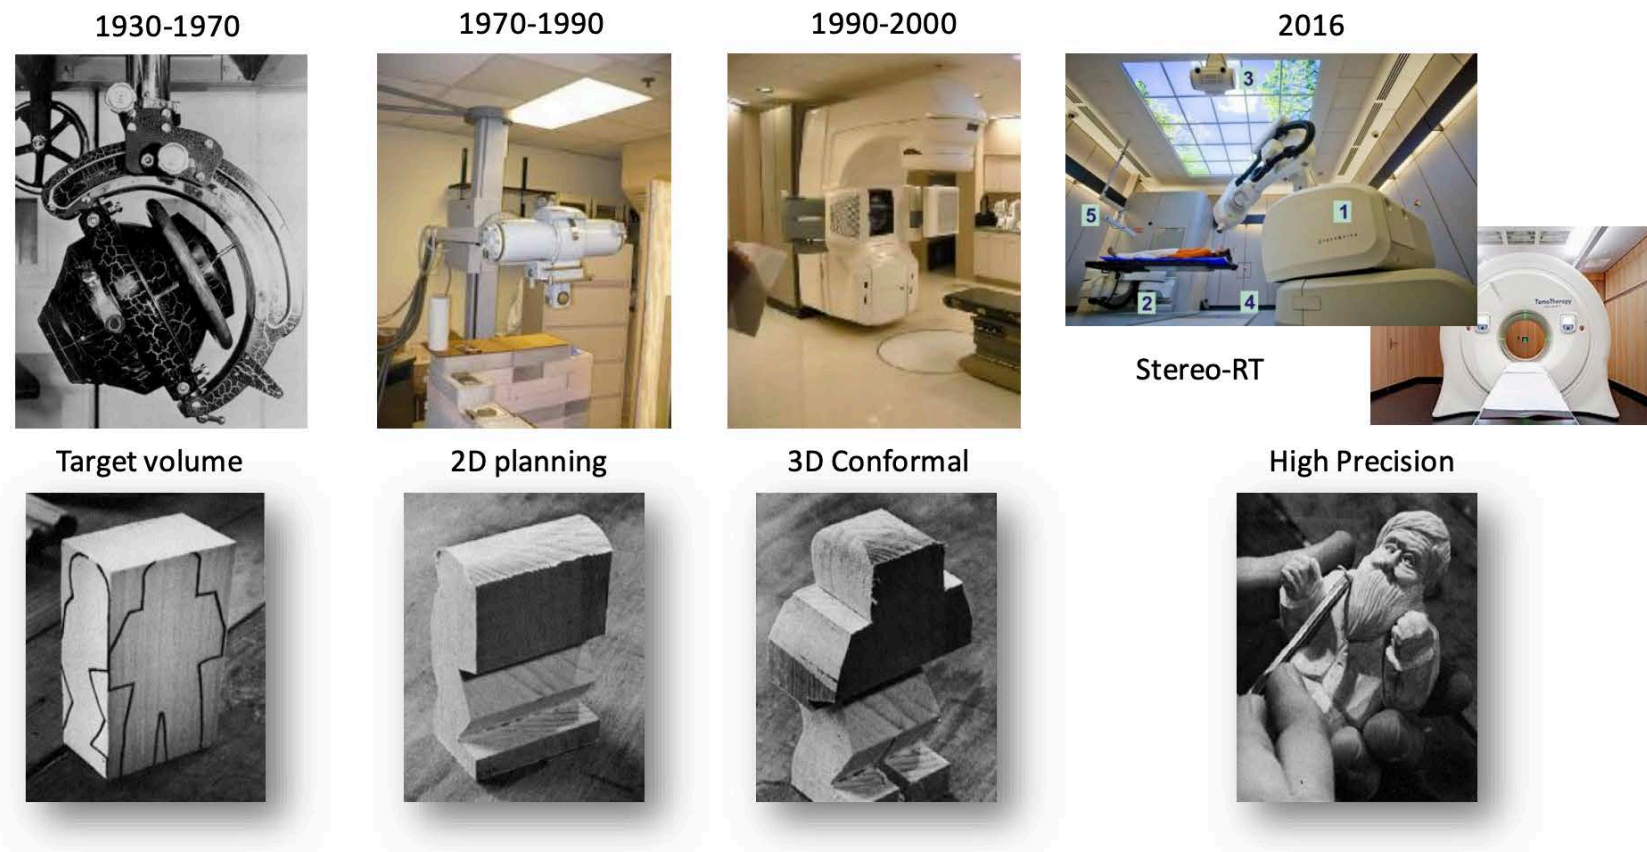 1930-1970
1970-1990
1990-2000
2016
3
1
5
2
4
TomoTherapy
Stereo-RT
Target volume
2D planning
3D Conformal
High Precision